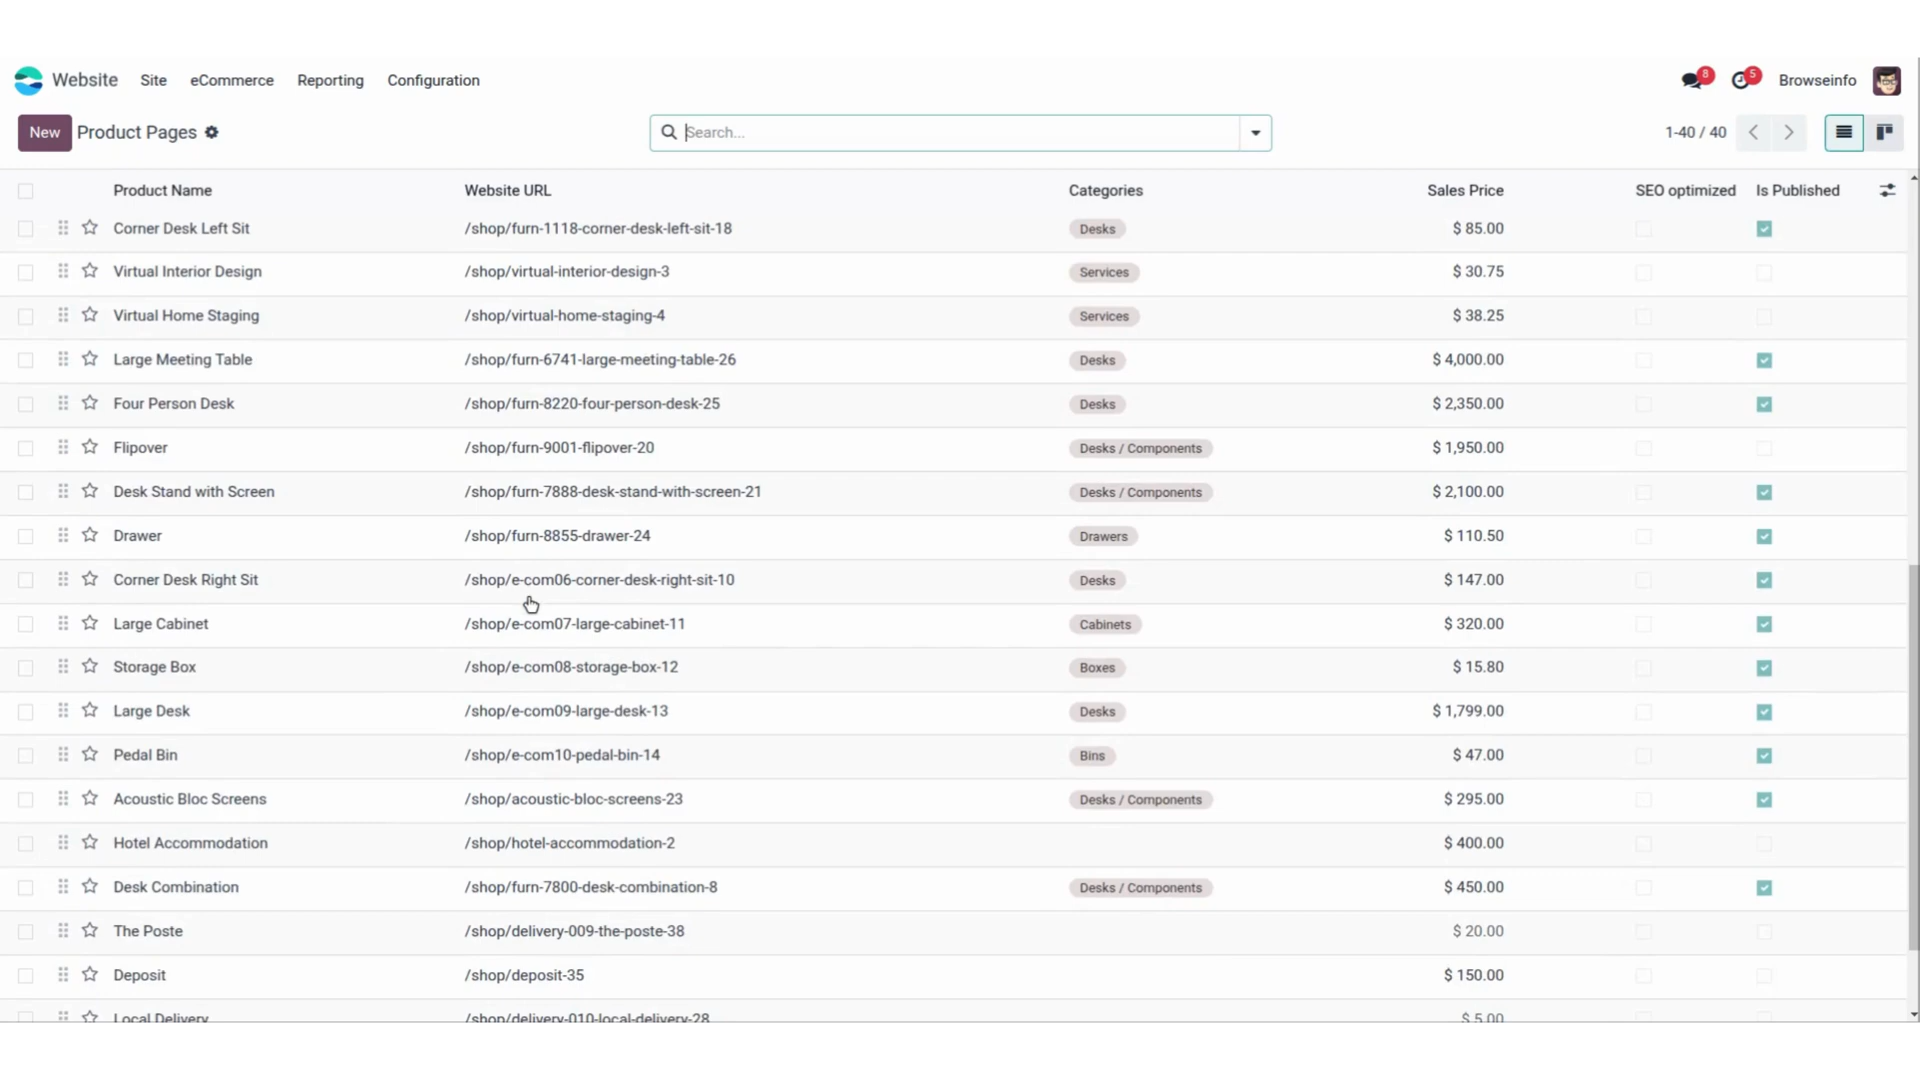 Website Site eCommerce Reporting Configuration 8 5 Browseinfo
New Product Pages Search... 1-40 / 40
Product Name Website URL Categories Sales Price SEO optimized Is Published
Corner Desk Left Sit /shop/furn-1118-corner-desk-left-sit-18 Desks $ 85.00
Virtual Interior Design /shop/virtual-interior-design-3 Services $ 30.75
Virtual Home Staging /shop/virtual-home-staging-4 Services $ 38.25
Large Meeting Table /shop/furn-6741-large-meeting-table-26 Desks $ 4,000.00
Four Person Desk /shop/furn-8220-four-person-desk-25 Desks $ 2,350.00
Flipover /shop/furn-9001-flipover-20 Desks / Components $ 1,950.00
Desk Stand with Screen /shop/furn-7888-desk-stand-with-screen-21 Desks / Components $ 2,100.00
Drawer /shop/furn-8855-drawer-24 Drawers $ 110.50
Corner Desk Right Sit /shop/e-com06-corner-desk-right-sit-10 Desks $ 147.00
Large Cabinet /shop/e-com07-large-cabinet-11 Cabinets $ 320.00
Storage Box /shop/e-com08-storage-box-12 Boxes $ 15.80
Large Desk /shop/e-com09-large-desk-13 Desks $ 1,799.00
Pedal Bin /shop/e-com10-pedal-bin-14 Bins $ 47.00
Acoustic Bloc Screens /shop/acoustic-bloc-screens-23 Desks / Components $ 295.00
Hotel Accommodation /shop/hotel-accommodation-2 $ 400.00
Desk Combination /shop/furn-7800-desk-combination-8 Desks / Components $ 450.00
The Poste /shop/delivery-009-the-poste-38 $ 20.00
Deposit /shop/deposit-35 $ 150.00
Local Delivery /shop/delivery-010-local-delivery-28 $ 5.00